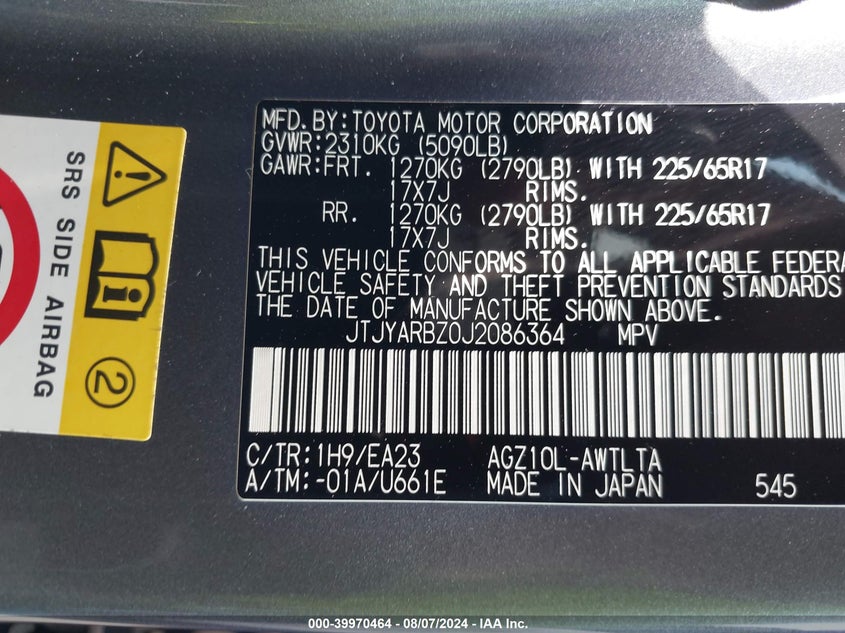 MFD.BY:TOYOTA MOTOR CORPORATION
GVWR:2310KG (5090LB)
GAWR:FRT. 1270KG (2790LB) WITH 225/65R17
17X7J RIMS.
RR. 1270KG (2790LB) WITH 225/65R17
17X7J RIMS.
THIS VEHICLE CONFORMS TO ALL APPLICABLE FEDERA
VEHICLE SAFETY AND THEFT PREVENTION STANDARDS
THE DATE OF MANUFACTURE SHOWN ABOVE.
JTJYARBZ0J2086364 MPV
C/TR:1H9/EA23 AGZ10L-AWTLTA
A/TM:-01A/U661E MADE IN JAPAN 545
SRS SIDE AIRBAG
2
000-39970464 - 08/07/2024 - IAA Inc.